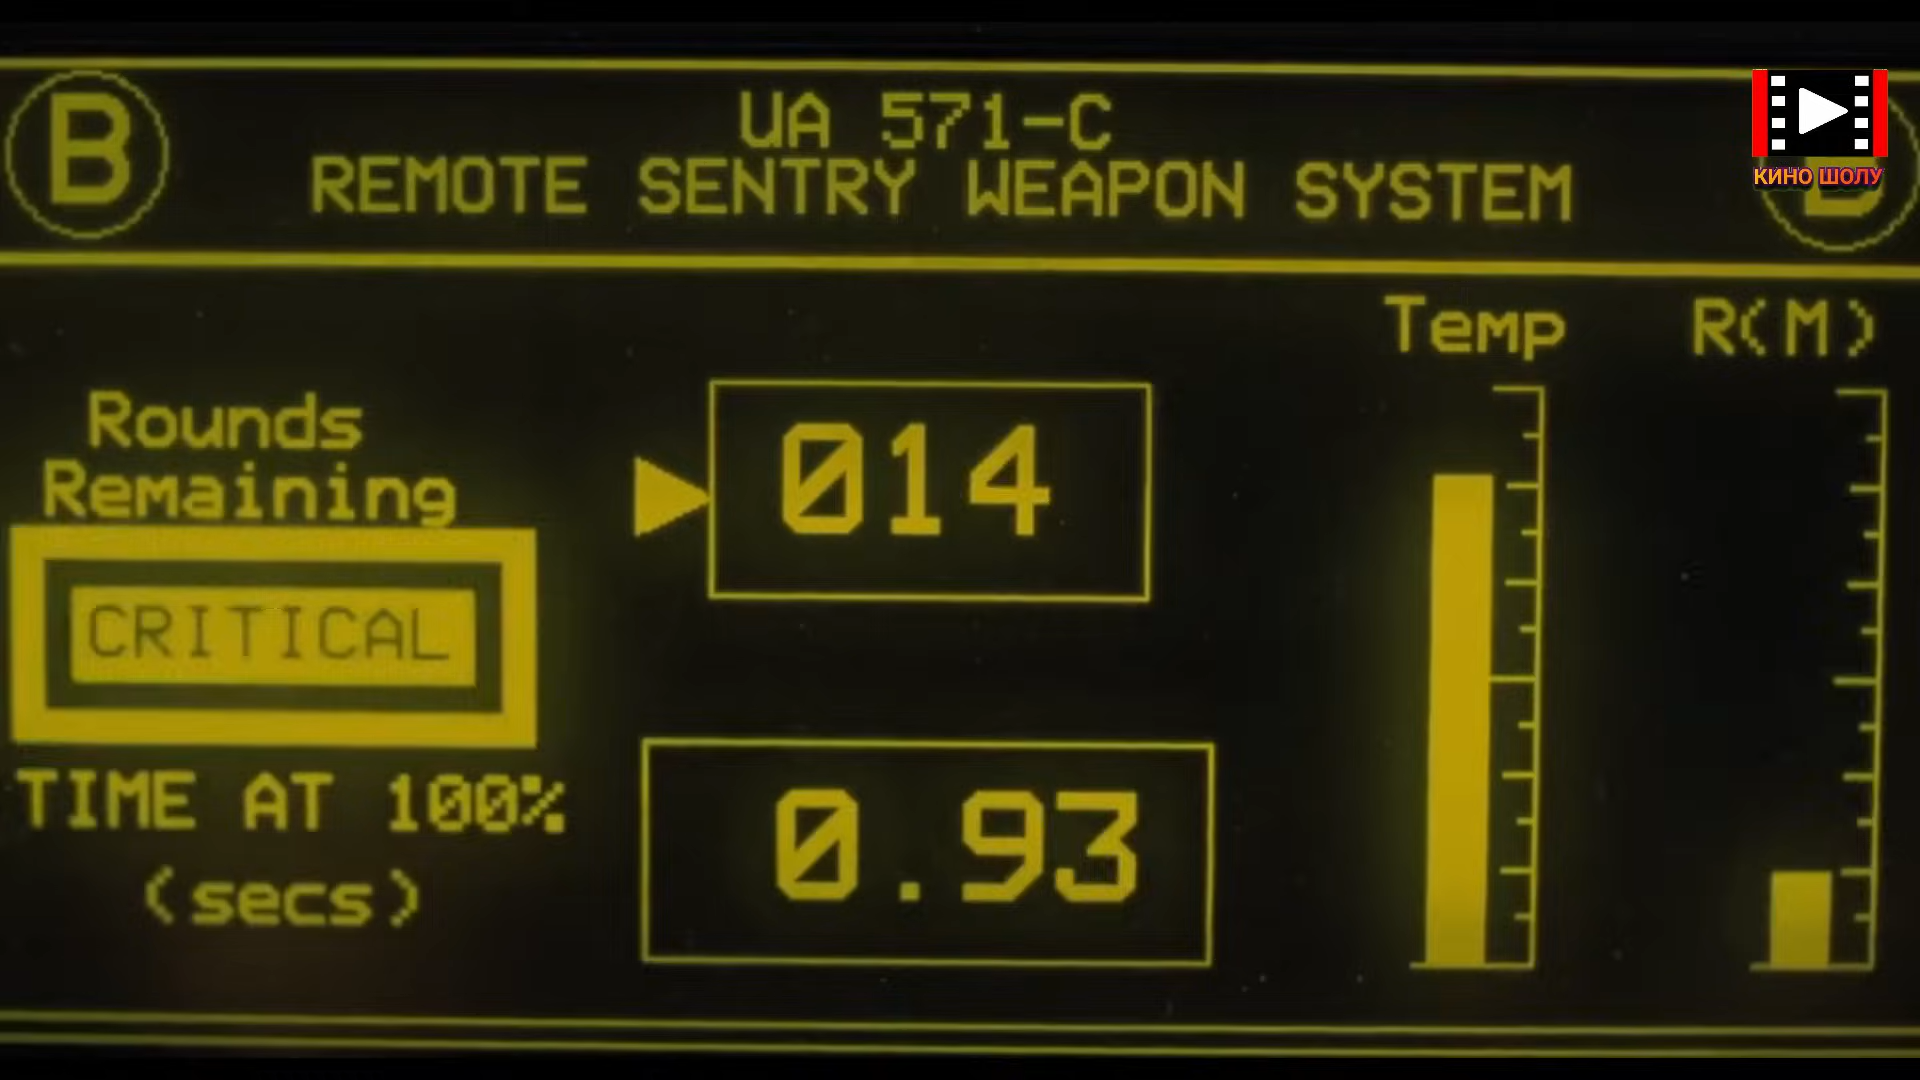 B
UA 571-C
REMOTE SENTRY WEAPON SYSTEM
КИНО ШОЛУ
Temp
R(M)
Rounds
Remaining
014
CRITICAL
TIME AT 100%
(secs)
0.93